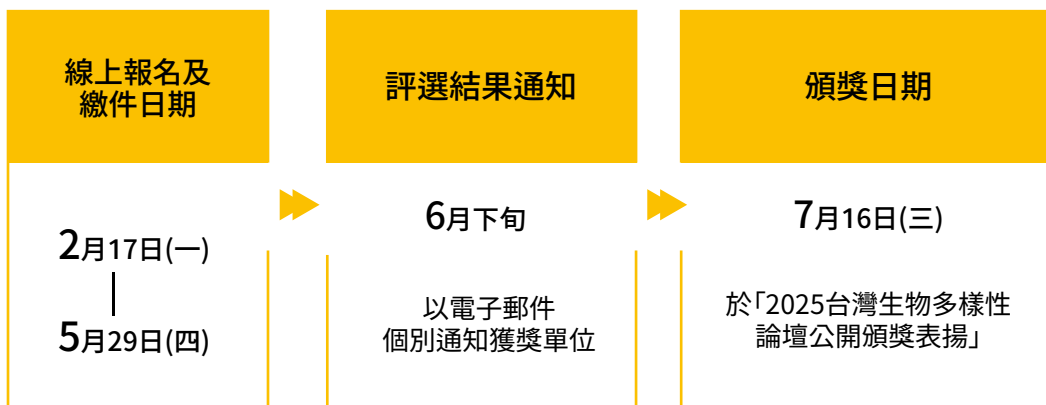 線上報名及
繳件日期
2月17日(一)
5月29日(四)
評選結果通知
6月下旬
以電子郵件
個別通知獲獎單位
頒獎日期
7月16日(三)
於「2025台灣生物多樣性
論壇公開頒獎表揚」